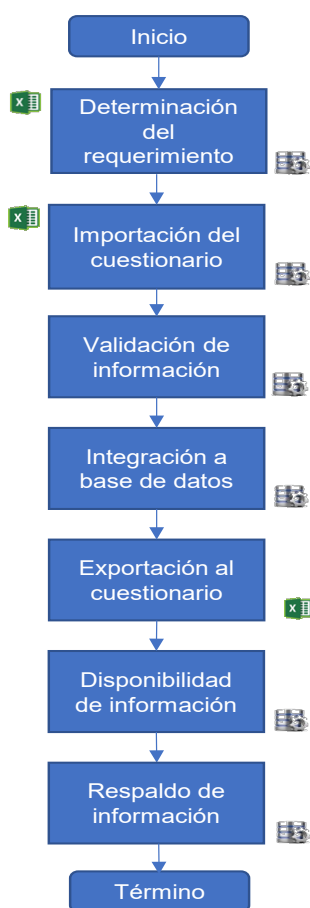 Inicio
Determinación
del
requerimiento
Importación del
cuestionario
Validación de
información
Integración a
base de datos
Exportación al
cuestionario
Disponibilidad
de información
Respaldo de
información
Término